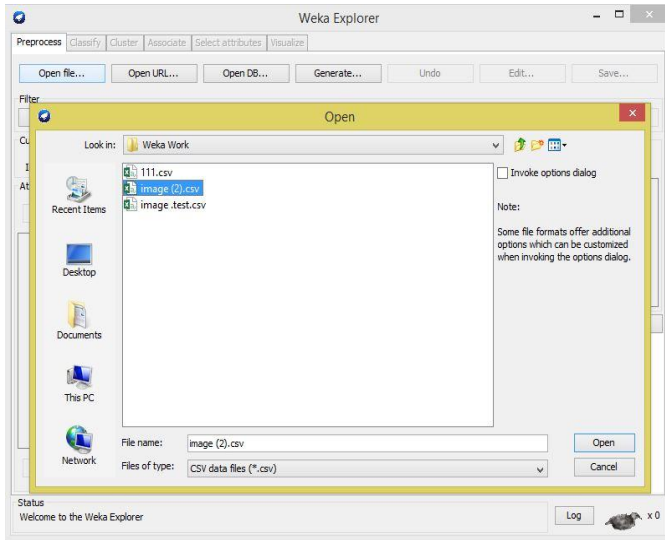 Weka Explorer
Preprocess Classify Cluster Associate Select attributes Visualize
Open file... Open URL... Open DB... Generate... Undo Edit... Save...
Filter
Open
Look in: Weka Work
111.csv
image (2).csv
image .test.csv
Invoke options dialog
Note:
Some file formats offer additional
options which can be customized
when invoking the options dialog.
Recent Items
Desktop
Documents
This PC
Network
File name: image (2).csv Open
Files of type: CSV data files (*.csv) Cancel
Status
Welcome to the Weka Explorer
Log x 0